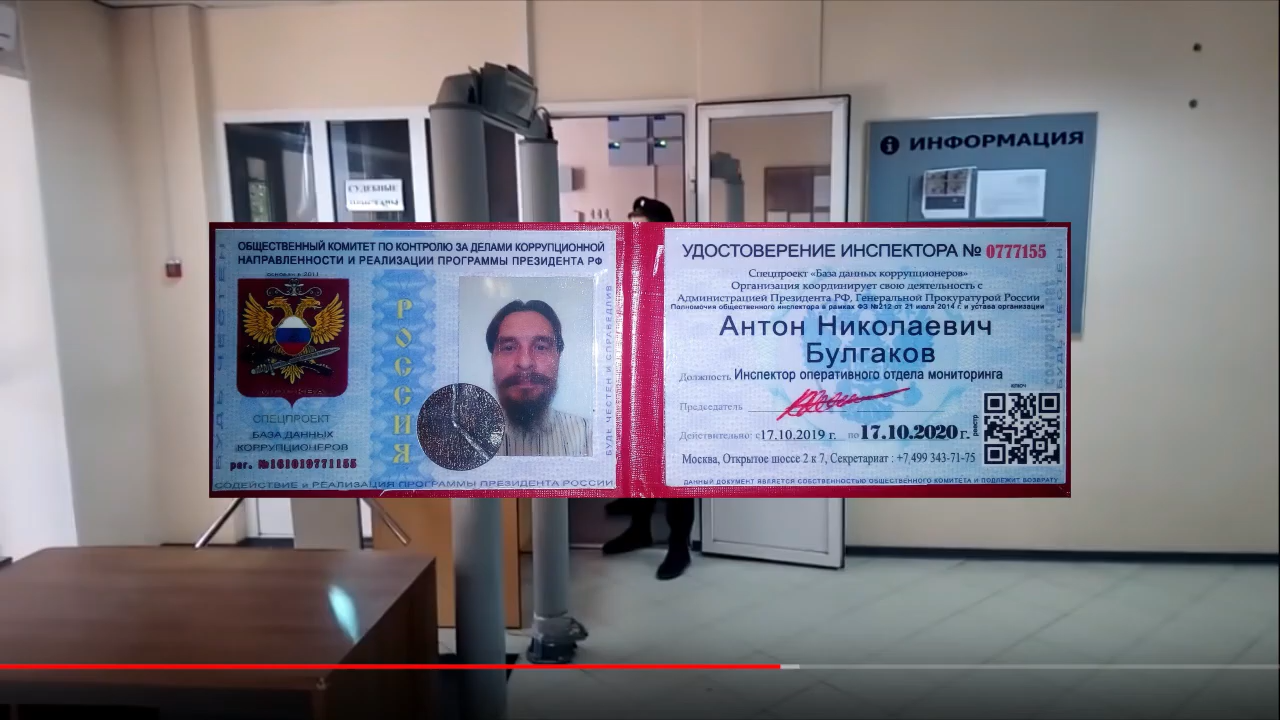 ИНФОРМАЦИЯ
СУДЕБНЫЕ
ПРИСТАВЫ
ОБЩЕСТВЕННЫЙ КОМИТЕТ ПО КОНТРОЛЮ ЗА ДЕЛАМИ КОРРУПЦИОННОЙ
НАПРАВЛЕННОСТИ И РЕАЛИЗАЦИИ ПРОГРАММЫ ПРЕЗИДЕНТА РФ
основан в 2011
РОССИЯ
СПЕЦПРОЕКТ
БАЗА ДАННЫХ
КОРРУПЦИОНЕРОВ
рег. №161019771155
СОДЕЙСТВИЕ и РЕАЛИЗАЦИЯ ПРОГРАММЫ ПРЕЗИДЕНТА РОССИИ
БУДЬ ЧЕСТЕН И СПРАВЕДЛИВ
УДОСТОВЕРЕНИЕ ИНСПЕКТОРА № 0777155
Спецпроект «База данных коррупционеров»
Организация координирует свою деятельность с
Администрацией Президента РФ, Генеральной Прокуратурой России
Полномочия общественного инспектора в рамках ФЗ №212 от 21 июля 2014 г. и устава организации
Антон Николаевич
Булгаков
Должность Инспектор оперативного отдела мониторинга
Председатель
Действительно: с 17.10.2019 г. по 17.10.2020 г.
ключ
реестр
Москва, Открытое шоссе 2 к 7, Секретариат : +7,499 343-71-75
ДАННЫЙ ДОКУМЕНТ ЯВЛЯЕТСЯ СОБСТВЕННОСТЬЮ ОБЩЕСТВЕННОГО КОМИТЕТА И ПОДЛЕЖИТ ВОЗВРАТУ